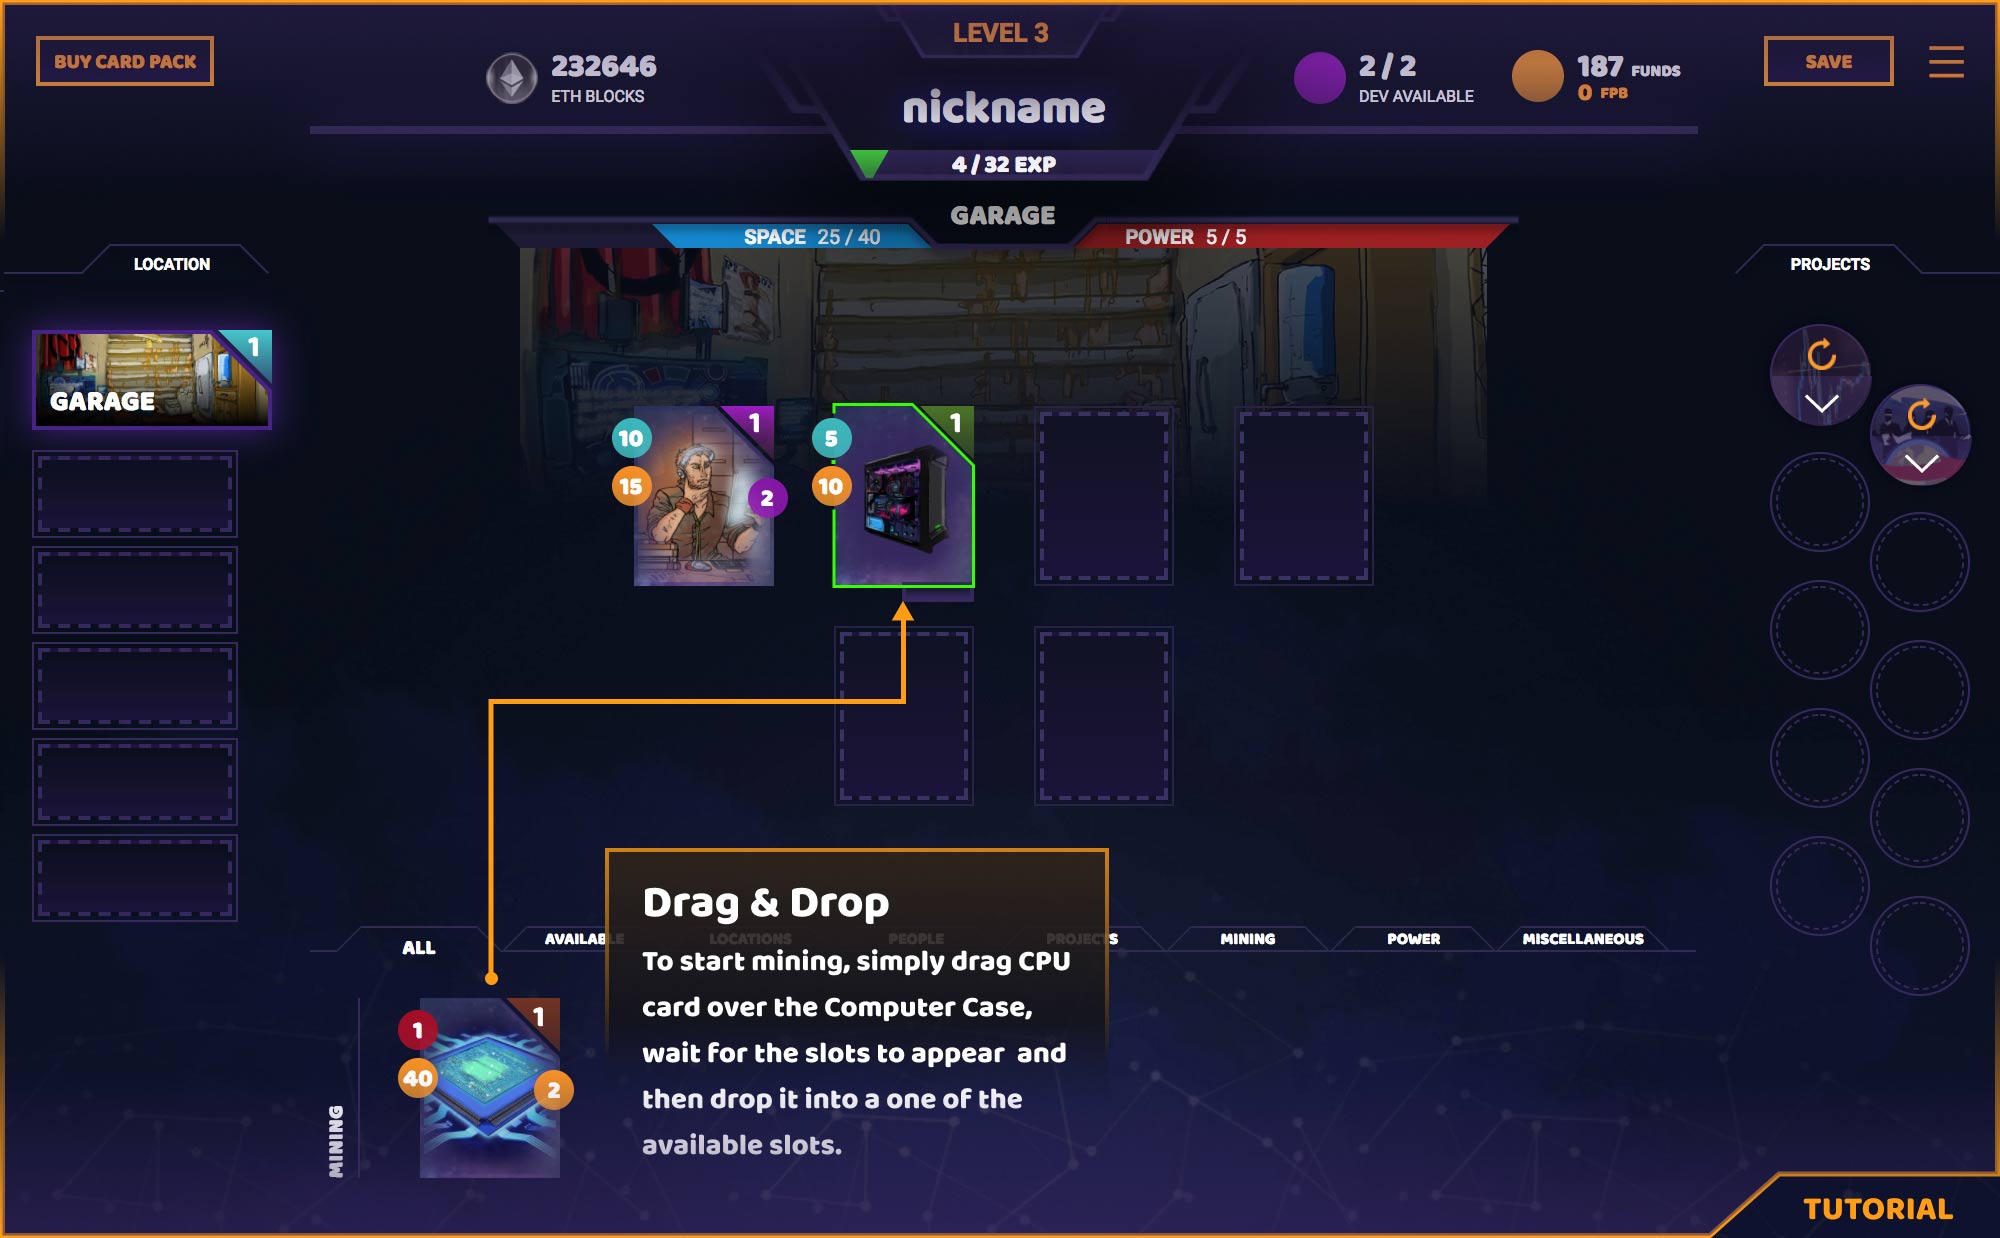 LEVEL 3
BUY CARD PACK
232646
ETH BLOCKS
nickname
2 / 2
DEV AVAILABLE
187 FUNDS
0 FPB
SAVE
4 / 32 EXP
GARAGE
SPACE 25 / 40
POWER 5 / 5
LOCATION
PROJECTS
1
GARAGE
10
1
15
2
5
1
10
Drag & Drop
ALL
AVAILABLE
LOCATIONS
PEOPLE
PROJECTS
MINING
POWER
MISCELLANEOUS
To start mining, simply drag CPU
card over the Computer Case,
wait for the slots to appear  and
then drop it into a one of the
available slots.
1
1
40
2
MINING
TUTORIAL